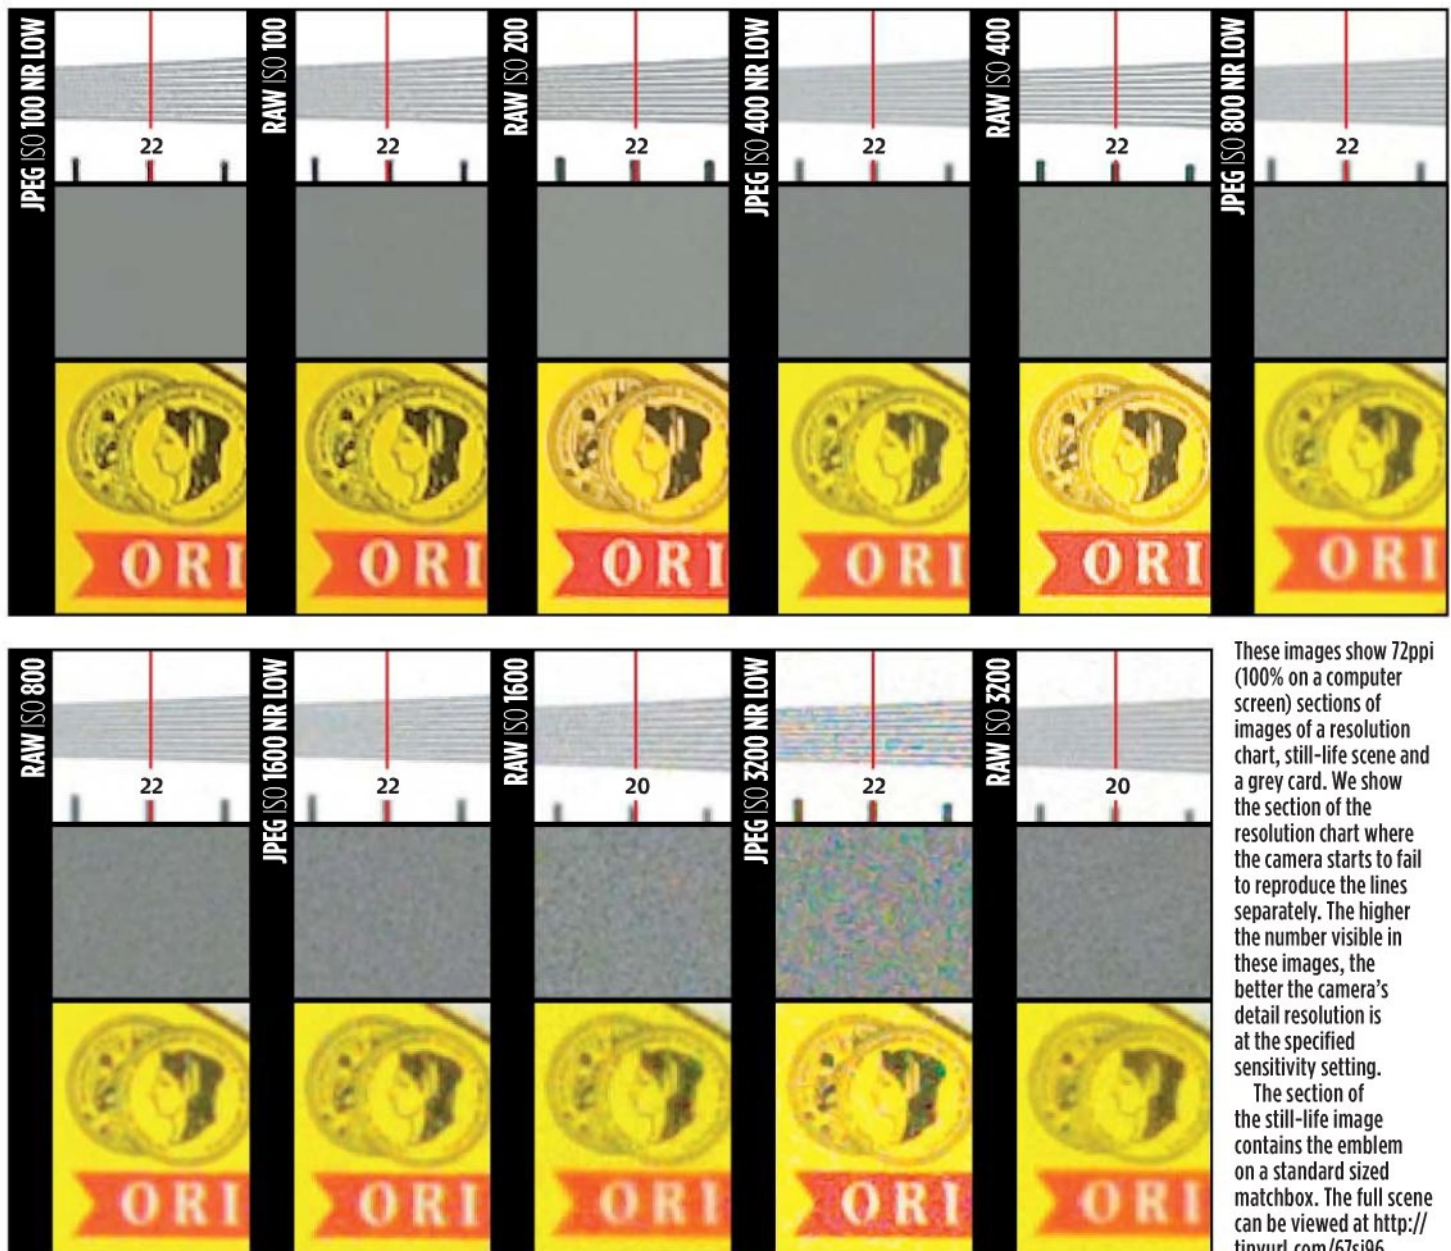 JPEG ISO 100 NR LOW
22
ORI
RAW ISO 100
22
ORI
RAW ISO 200
22
ORI
JPEG ISO 400 NR LOW
22
ORI
RAW ISO 400
22
ORI
JPEG ISO 800 NR LOW
22
ORI
RAW ISO 800
22
ORI
JPEG ISO 1600 NR LOW
22
ORI
RAW ISO 1600
20
ORI
JPEG ISO 3200 NR LOW
22
ORI
RAW ISO 3200
20
ORI
These images show 72ppi
(100% on a computer
screen) sections of
images of a resolution
chart, still-life scene and
a grey card. We show
the section of the
resolution chart where
the camera starts to fail
to reproduce the lines
separately. The higher
the number visible in
these images, the
better the camera's
detail resolution is
at the specified
sensitivity setting.
The section of
the still-life image
contains the emblem
on a standard sized
matchbox. The full scene
can be viewed at http://